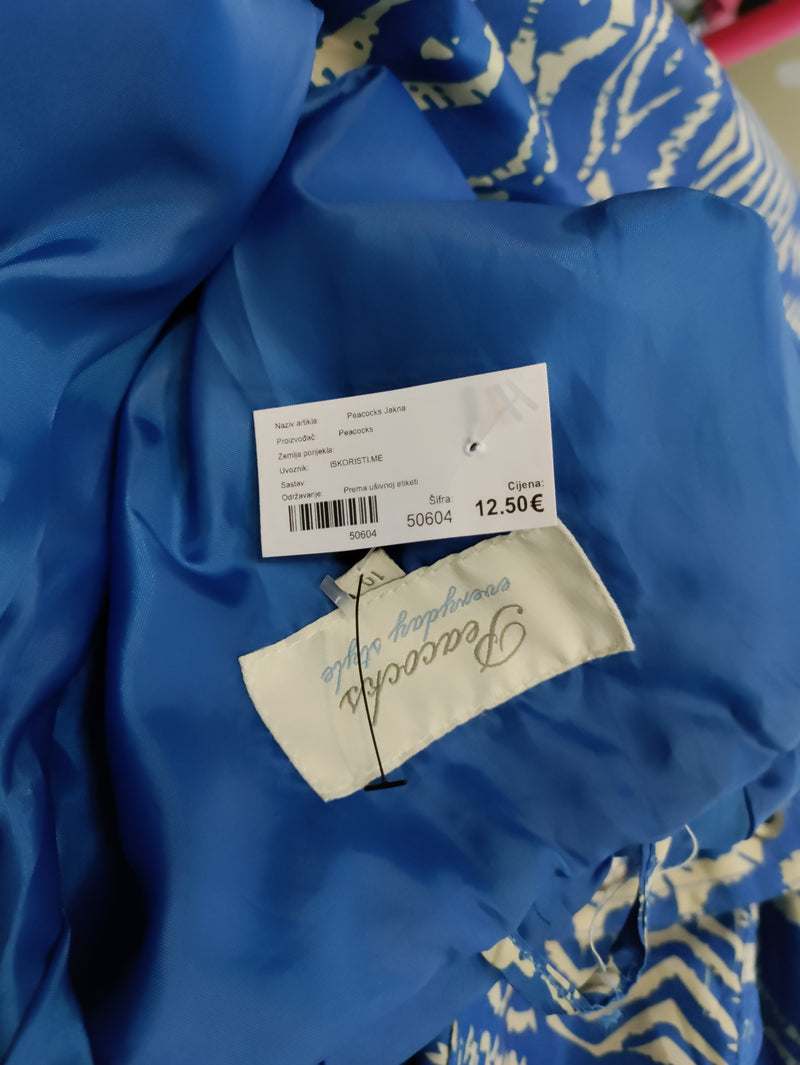 Naziv artikla: Peacocks Jakna
Proizvođač: Peacocks
Zemlja porijekla:
Uvoznik: ISKORISTI.ME
Sastav:
Održavanje: Prema ušivnoj etiketi
50604
Šifra:
50604
Cijena:
12.50€
10
Peacocks
everyday style